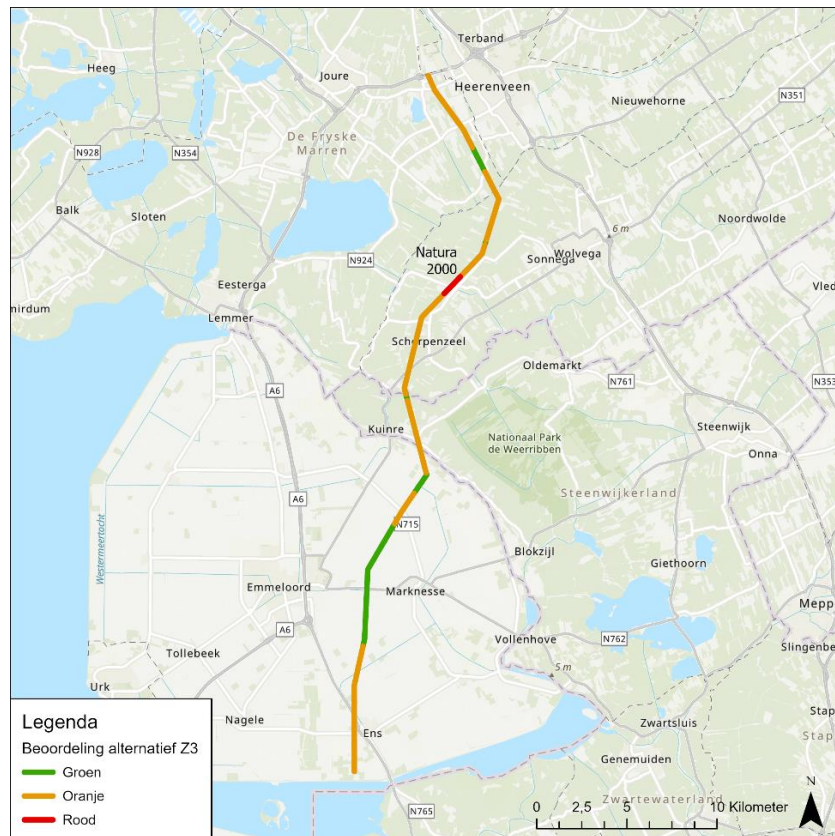 Terband
Heeg
Joure
Heerenveen
Nieuwehorne
N351
De Fryske
Marren
N928
N354
Balk
Sloten
Noordwolde
6 m
Natura
2000
N924
Sonnega
Wolvega
Eesterga
Vled
mirdum
Lemmer
Scherpenzeel
Oldemarkt
N761
N353
A6
Kuinre
Steenwijk
Onna
Nationaal Park
de Weerribben
Steenwijkerland
A6
N715
Westermeertocht
Blokzijl
Giethoorn
Emmeloord
Marknesse
Mepp
A6
Vollenhove
N762
Tollebeek
Slingenbe
5 m
Urk
Nagele
Ens
Zwartsluis
Stap
Stap
Legenda
Beoordeling alternatief Z3
Groen
Oranje
Rood
Genemuiden
N765
Zwartewaterland
0 2,5 5 10 Kilometer
N